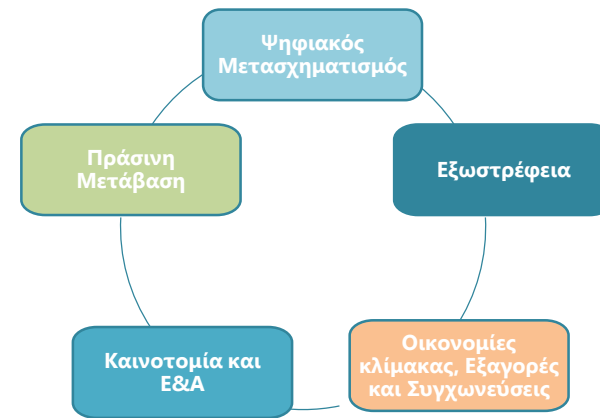 Ψηφιακός
Μετασχηματισμός
Πράσινη
Μετάβαση
Εξωστρέφεια
Καινοτομία και
Ε&Α
Οικονομίες
κλίμακας, Εξαγορές
και Συγχωνεύσεις